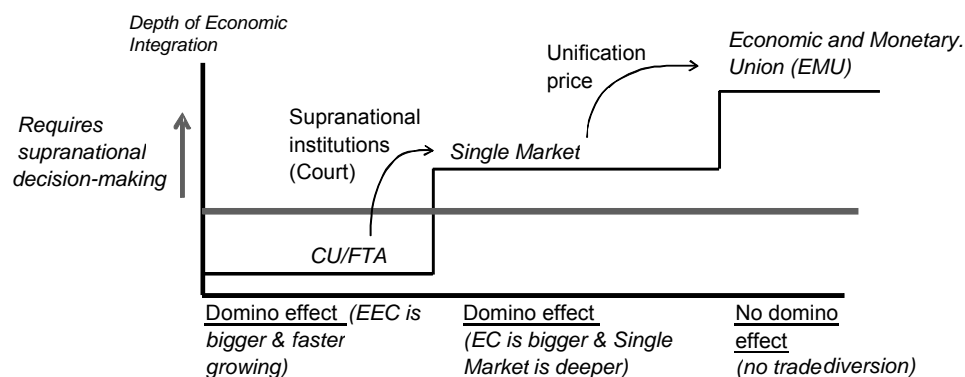 Depth of Economic
Integration
Economic and Monetary.
Union (EMU)
Unification
price
Supranational
institutions
(Court)
Requires
supranational
decision-making
Single Market
CU/FTA
Domino effect (EEC is
bigger & faster
growing)
Domino effect
(EC is bigger & Single
Market is deeper)
No domino
effect
(no tradediversion)